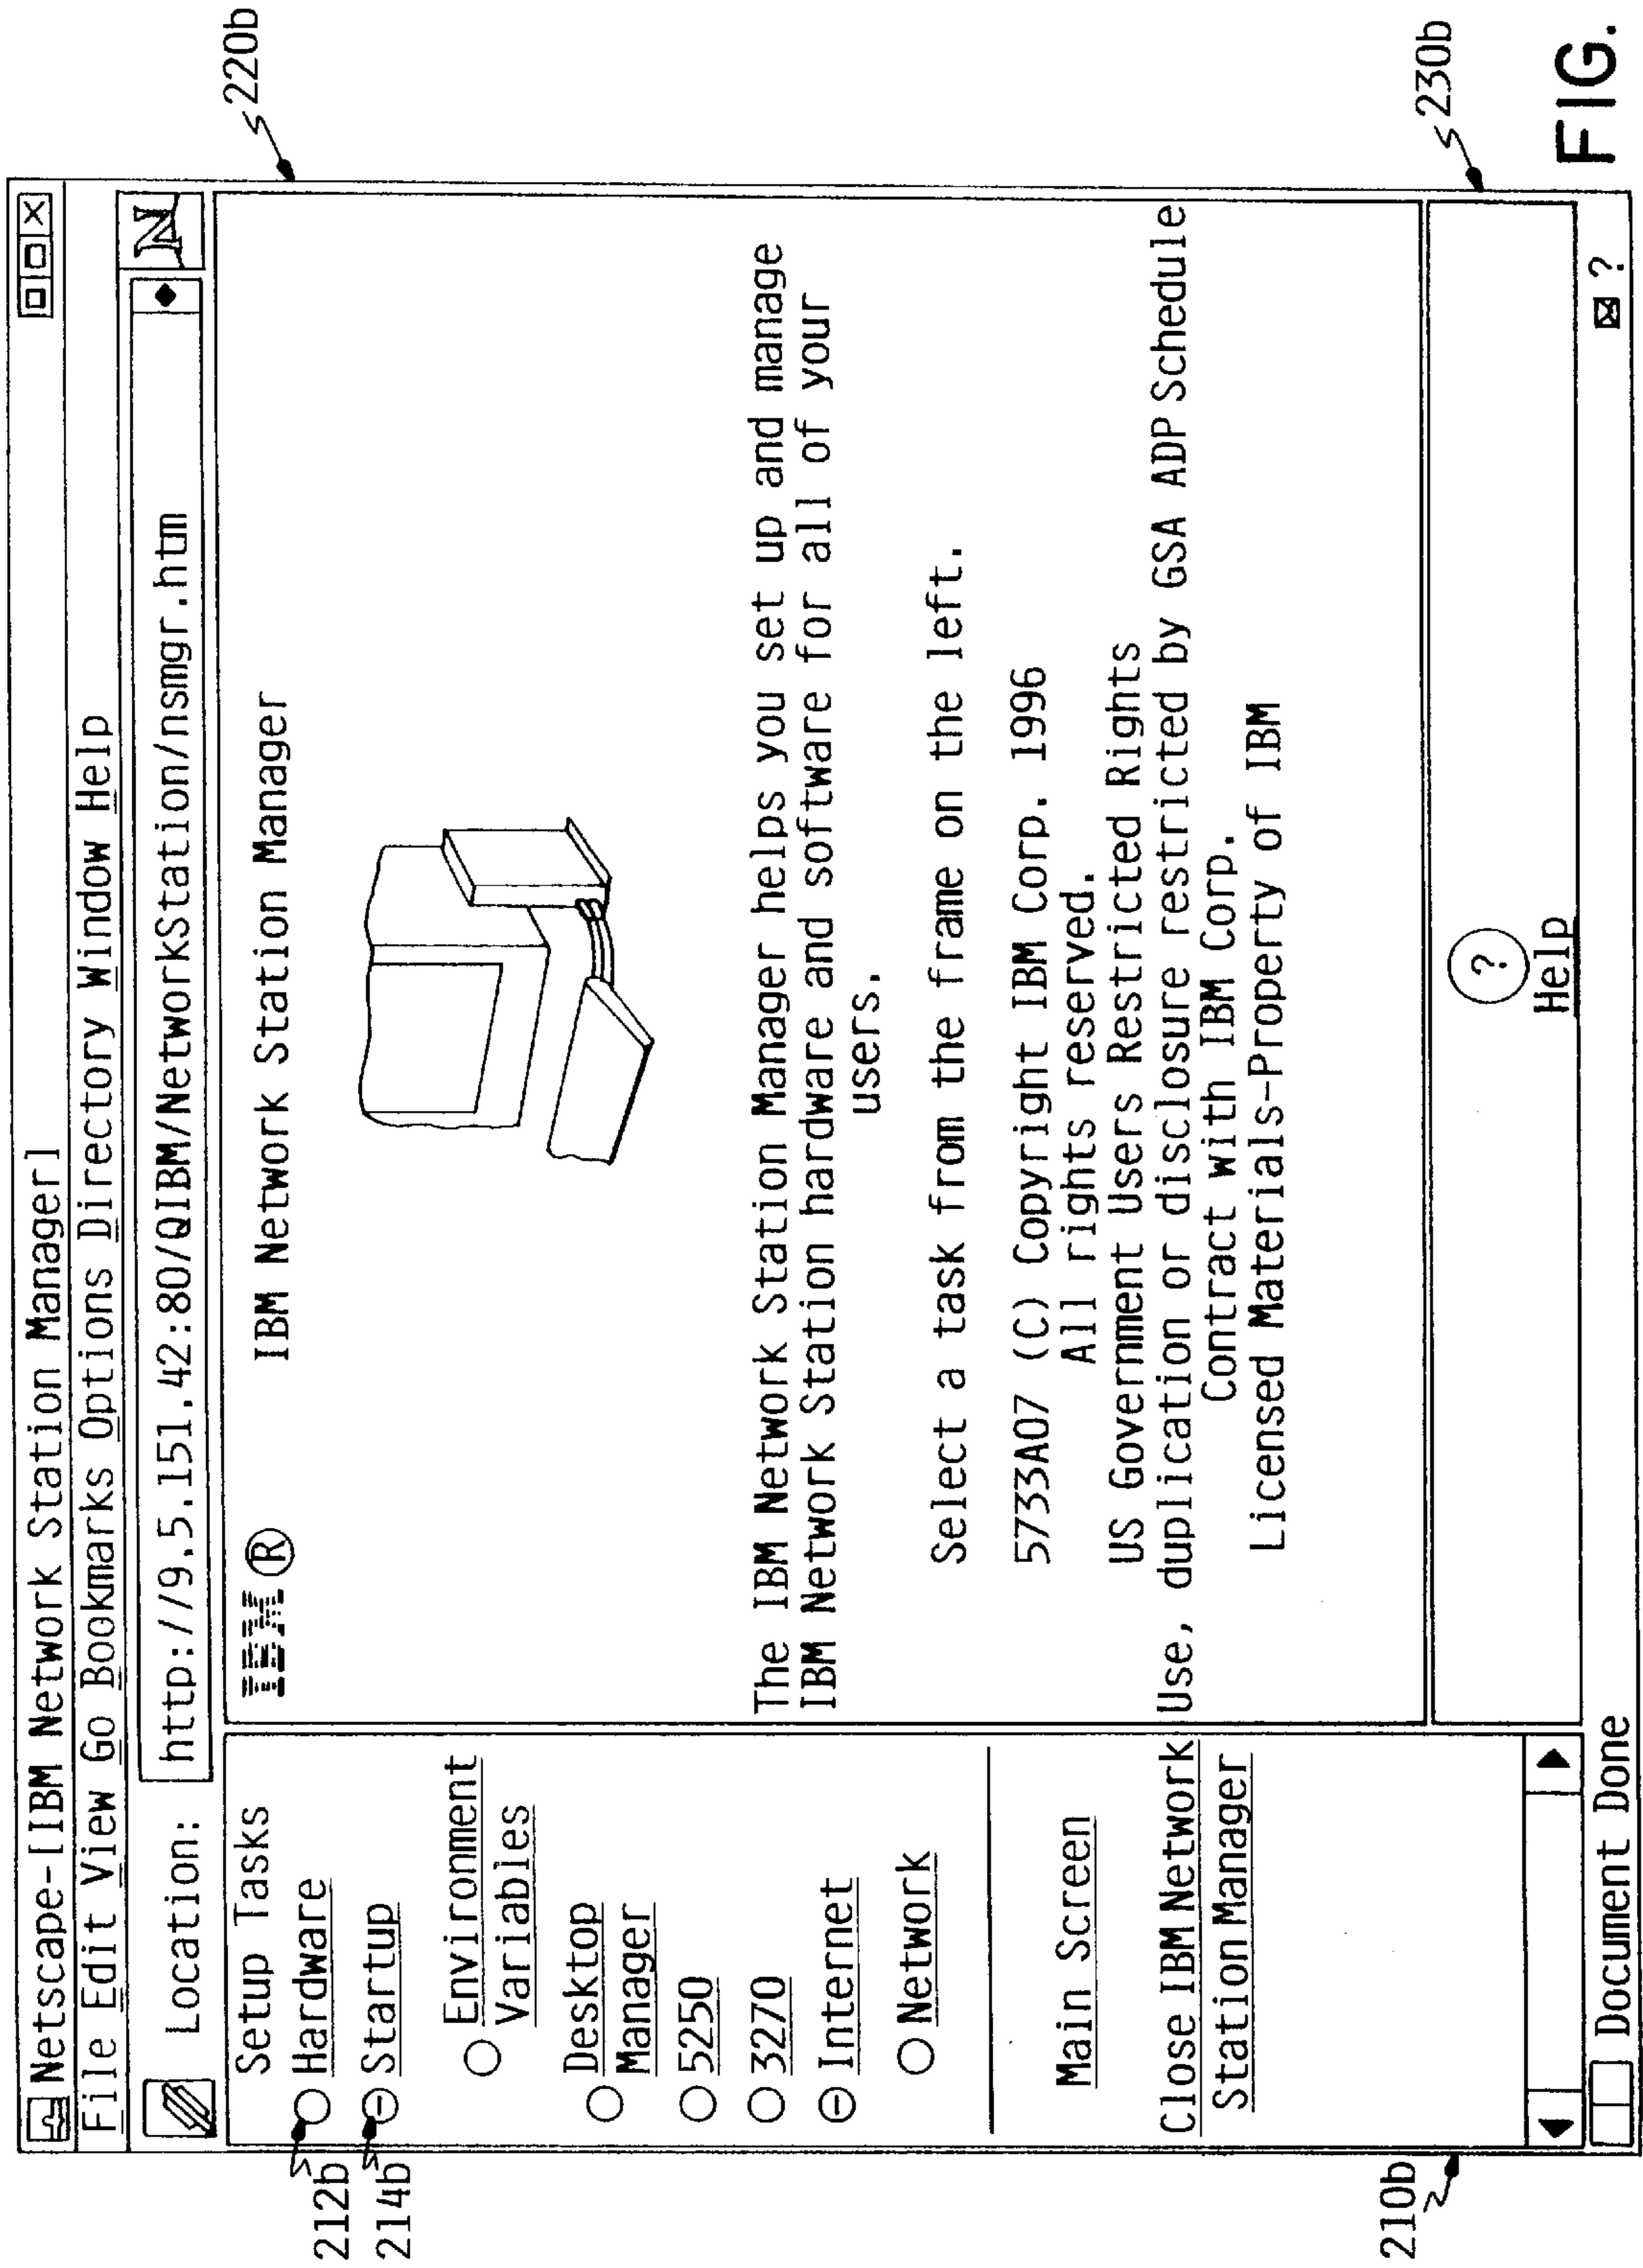 Netscape-[IBM Network Station Manager]
File Edit View Go Bookmarks Options Directory Window Help
Location: http://9.5.151.42:80/QIBM/NetworkStation/nsmgr.htm
N
220b
Setup Tasks
212b
Hardware
214b
Startup
Environment
Variables
Desktop
Manager
5250
3270
Internet
Network
Main Screen
Close IBM Network
Station Manager
210b
IBM ® IBM Network Station Manager
The IBM Network Station Manager helps you set up and manage
IBM Network Station hardware and software for all of your
users.
Select a task from the frame on the left.
5733A07 (C) Copyright IBM Corp. 1996
All rights reserved.
US Government Users Restricted Rights
Use, duplication or disclosure restricted by GSA ADP Schedule
Contract with IBM Corp.
Licensed Materials-Property of IBM
230b
?
Help
Document Done
?
FIG.